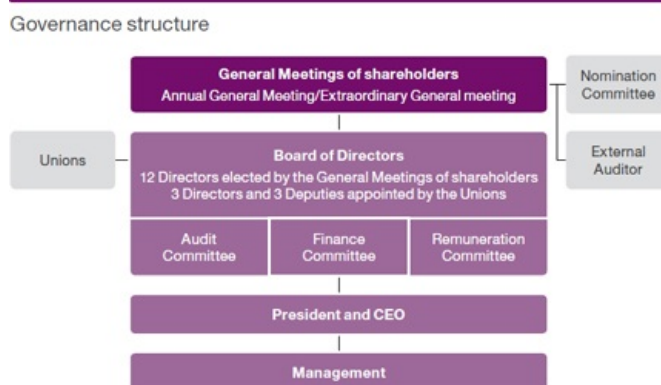 Governance structure
General Meetings of shareholders
Annual General Meeting/Extraordinary General meeting
Nomination
Committee
Unions
Board of Directors
12 Directors elected by the General Meetings of shareholders
3 Directors and 3 Deputies appointed by the Unions
External
Auditor
Audit
Committee
Finance
Committee
Remuneration
Committee
President and CEO
Management